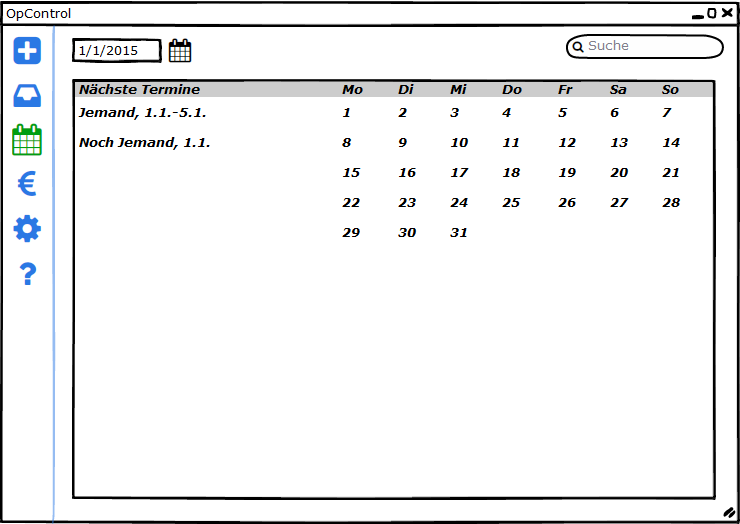 OpControl
1/1/2015
Suche
Nächste Termine Mo Di Mi Do Fr Sa So
Jemand, 1.1.-5.1. 1 2 3 4 5 6 7
Noch Jemand, 1.1. 8 9 10 11 12 13 14
15 16 17 18 19 20 21
22 23 24 25 26 27 28
29 30 31
€
?